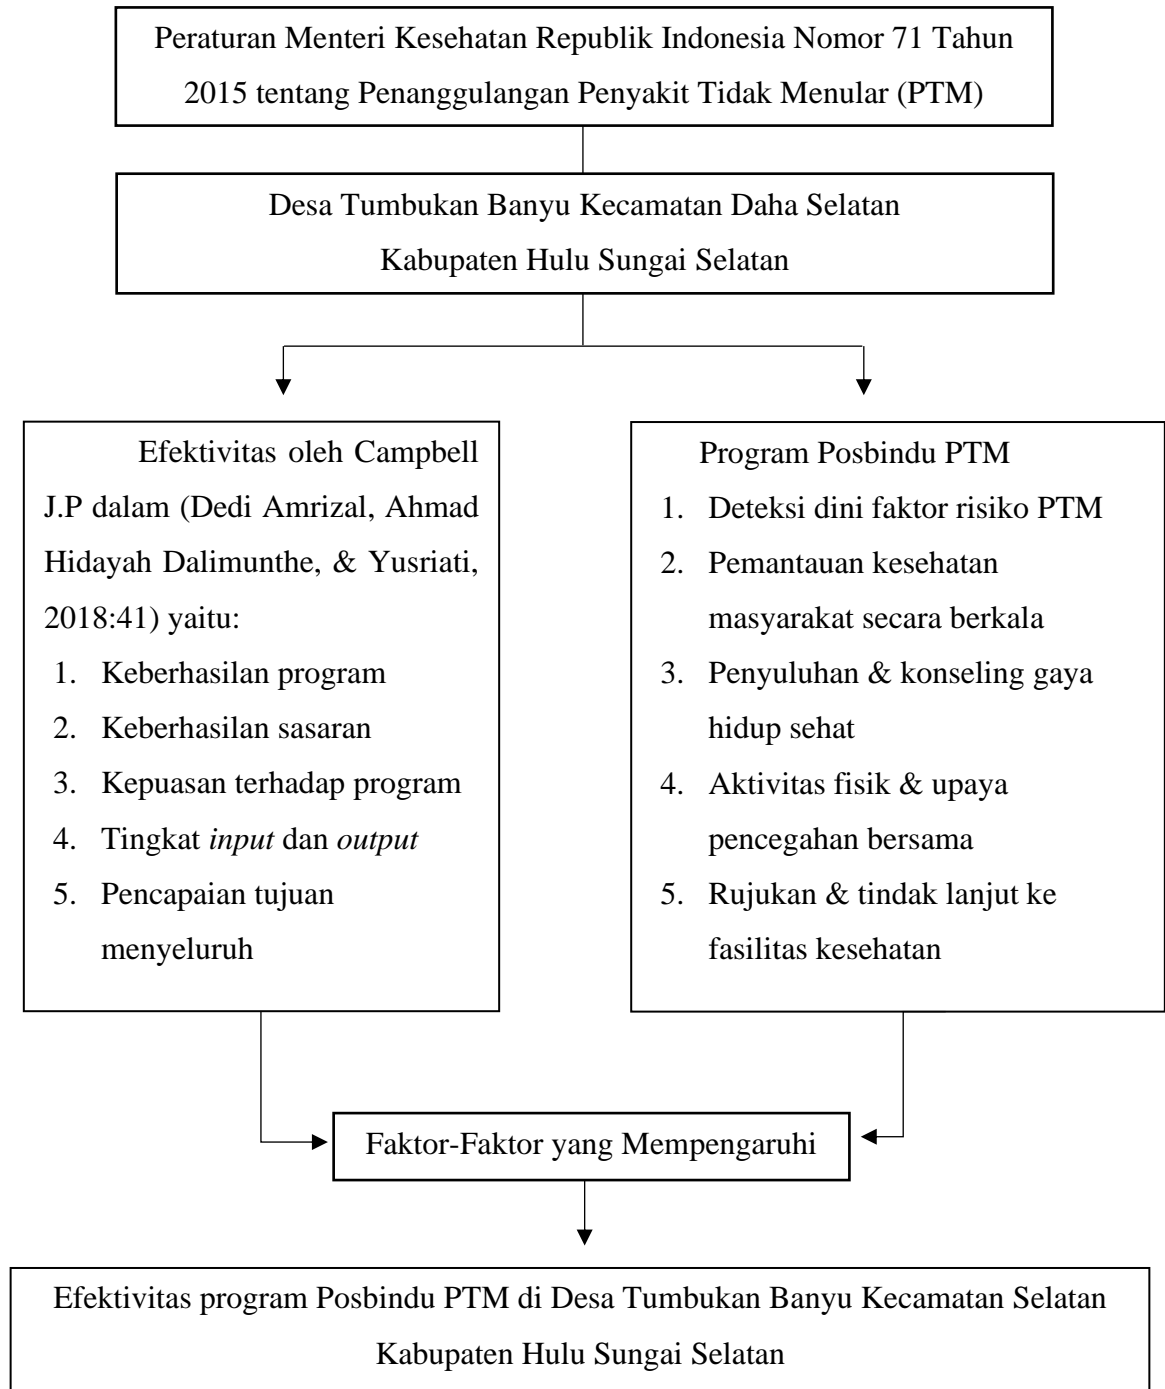 Peraturan Menteri Kesehatan Republik Indonesia Nomor 71 Tahun
2015 tentang Penanggulangan Penyakit Tidak Menular (PTM)
Desa Tumbukan Banyu Kecamatan Daha Selatan
Kabupaten Hulu Sungai Selatan
Efektivitas oleh Campbell
J.P dalam (Dedi Amrizal, Ahmad
Hidayah Dalimunthe, & Yusriati,
2018:41) yaitu:
1. Keberhasilan program
2. Keberhasilan sasaran
3. Kepuasan terhadap program
4. Tingkat input dan output
5. Pencapaian tujuan
menyeluruh
Program Posbindu PTM
1. Deteksi dini faktor risiko PTM
2. Pemantauan kesehatan
masyarakat secara berkala
3. Penyuluhan & konseling gaya
hidup sehat
4. Aktivitas fisik & upaya
pencegahan bersama
5. Rujukan & tindak lanjut ke
fasilitas kesehatan
Faktor-Faktor yang Mempengaruhi
Efektivitas program Posbindu PTM di Desa Tumbukan Banyu Kecamatan Selatan
Kabupaten Hulu Sungai Selatan